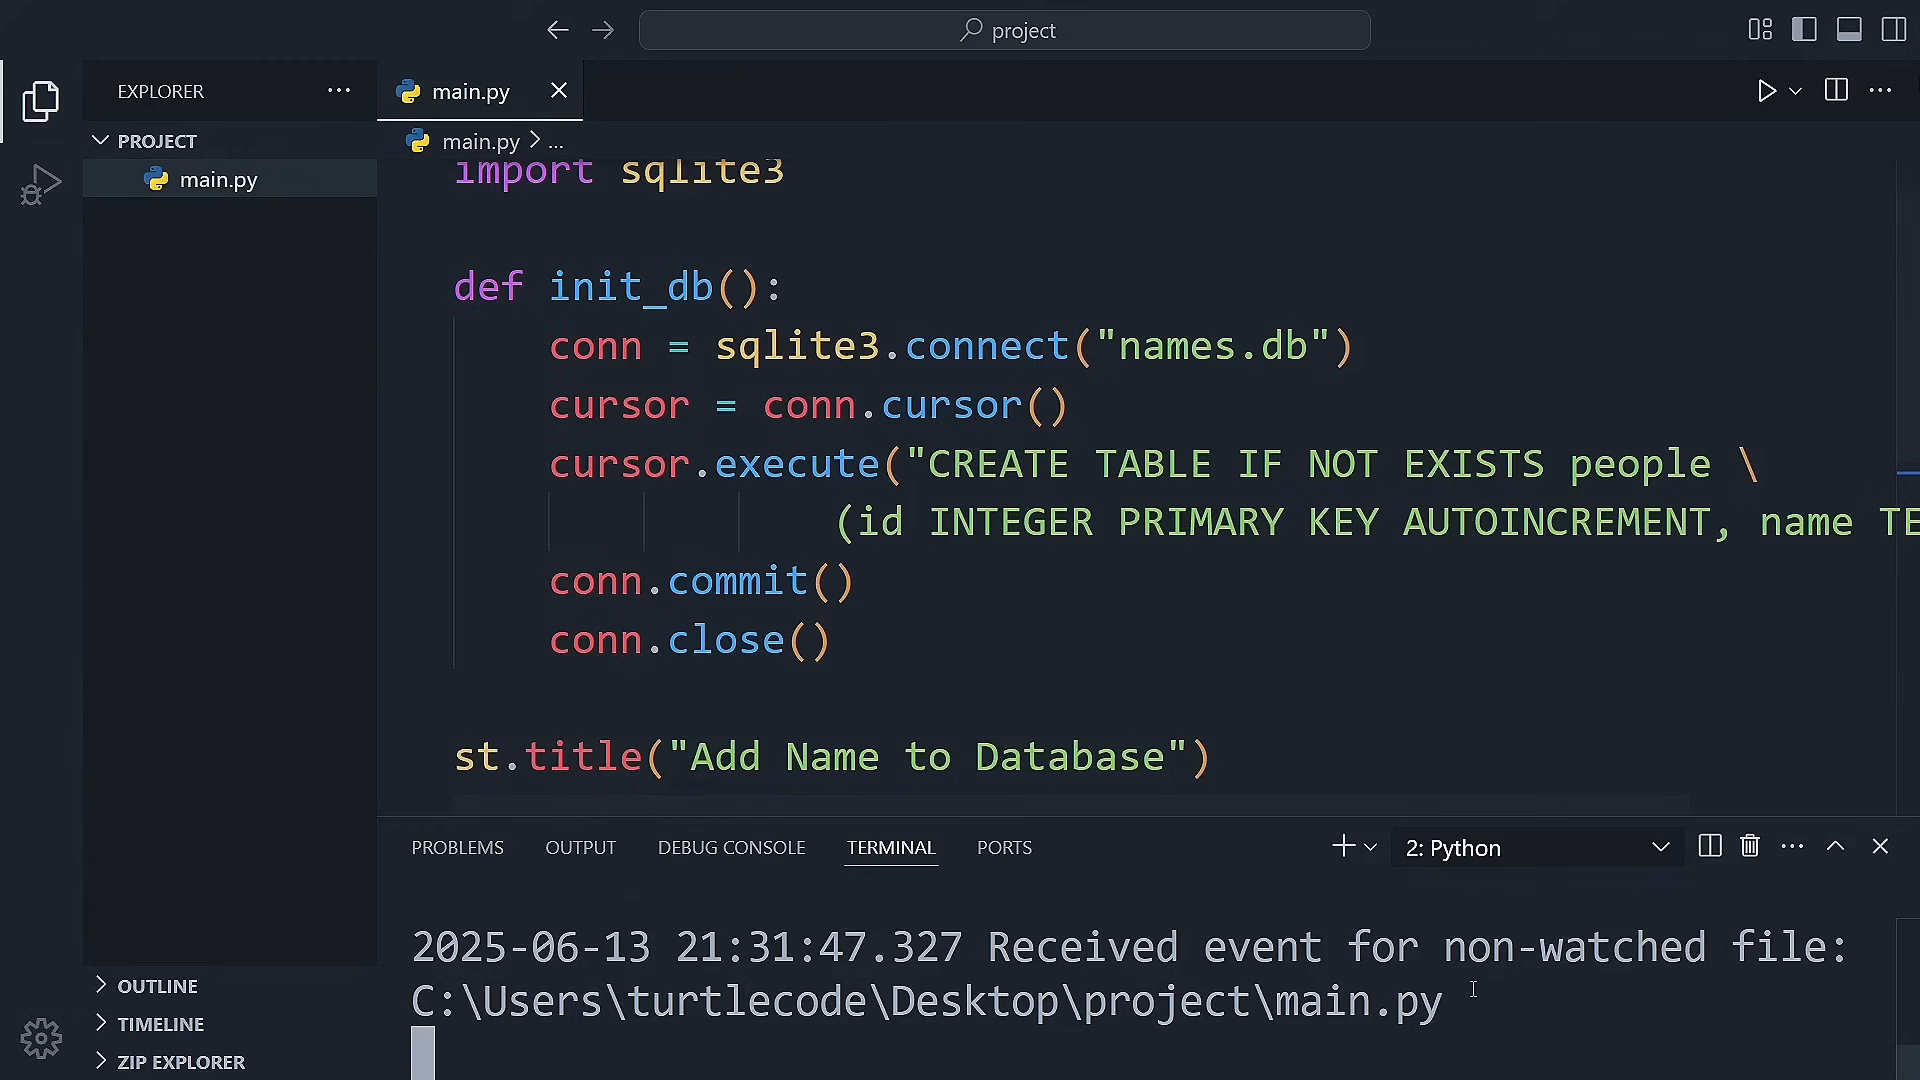 project
EXPLORER
PROJECT
main.py
OUTLINE
TIMELINE
ZIP EXPLORER
main.py
main.py > ...
import sqlite3
def init_db():
conn = sqlite3.connect("names.db")
cursor = conn.cursor()
cursor.execute("CREATE TABLE IF NOT EXISTS people \
(id INTEGER PRIMARY KEY AUTOINCREMENT, name TE
conn.commit()
conn.close()
st.title("Add Name to Database")
PROBLEMS OUTPUT DEBUG CONSOLE TERMINAL PORTS 2: Python
2025-06-13 21:31:47.327 Received event for non-watched file:
C:\Users\turtlecode\Desktop\project\main.py